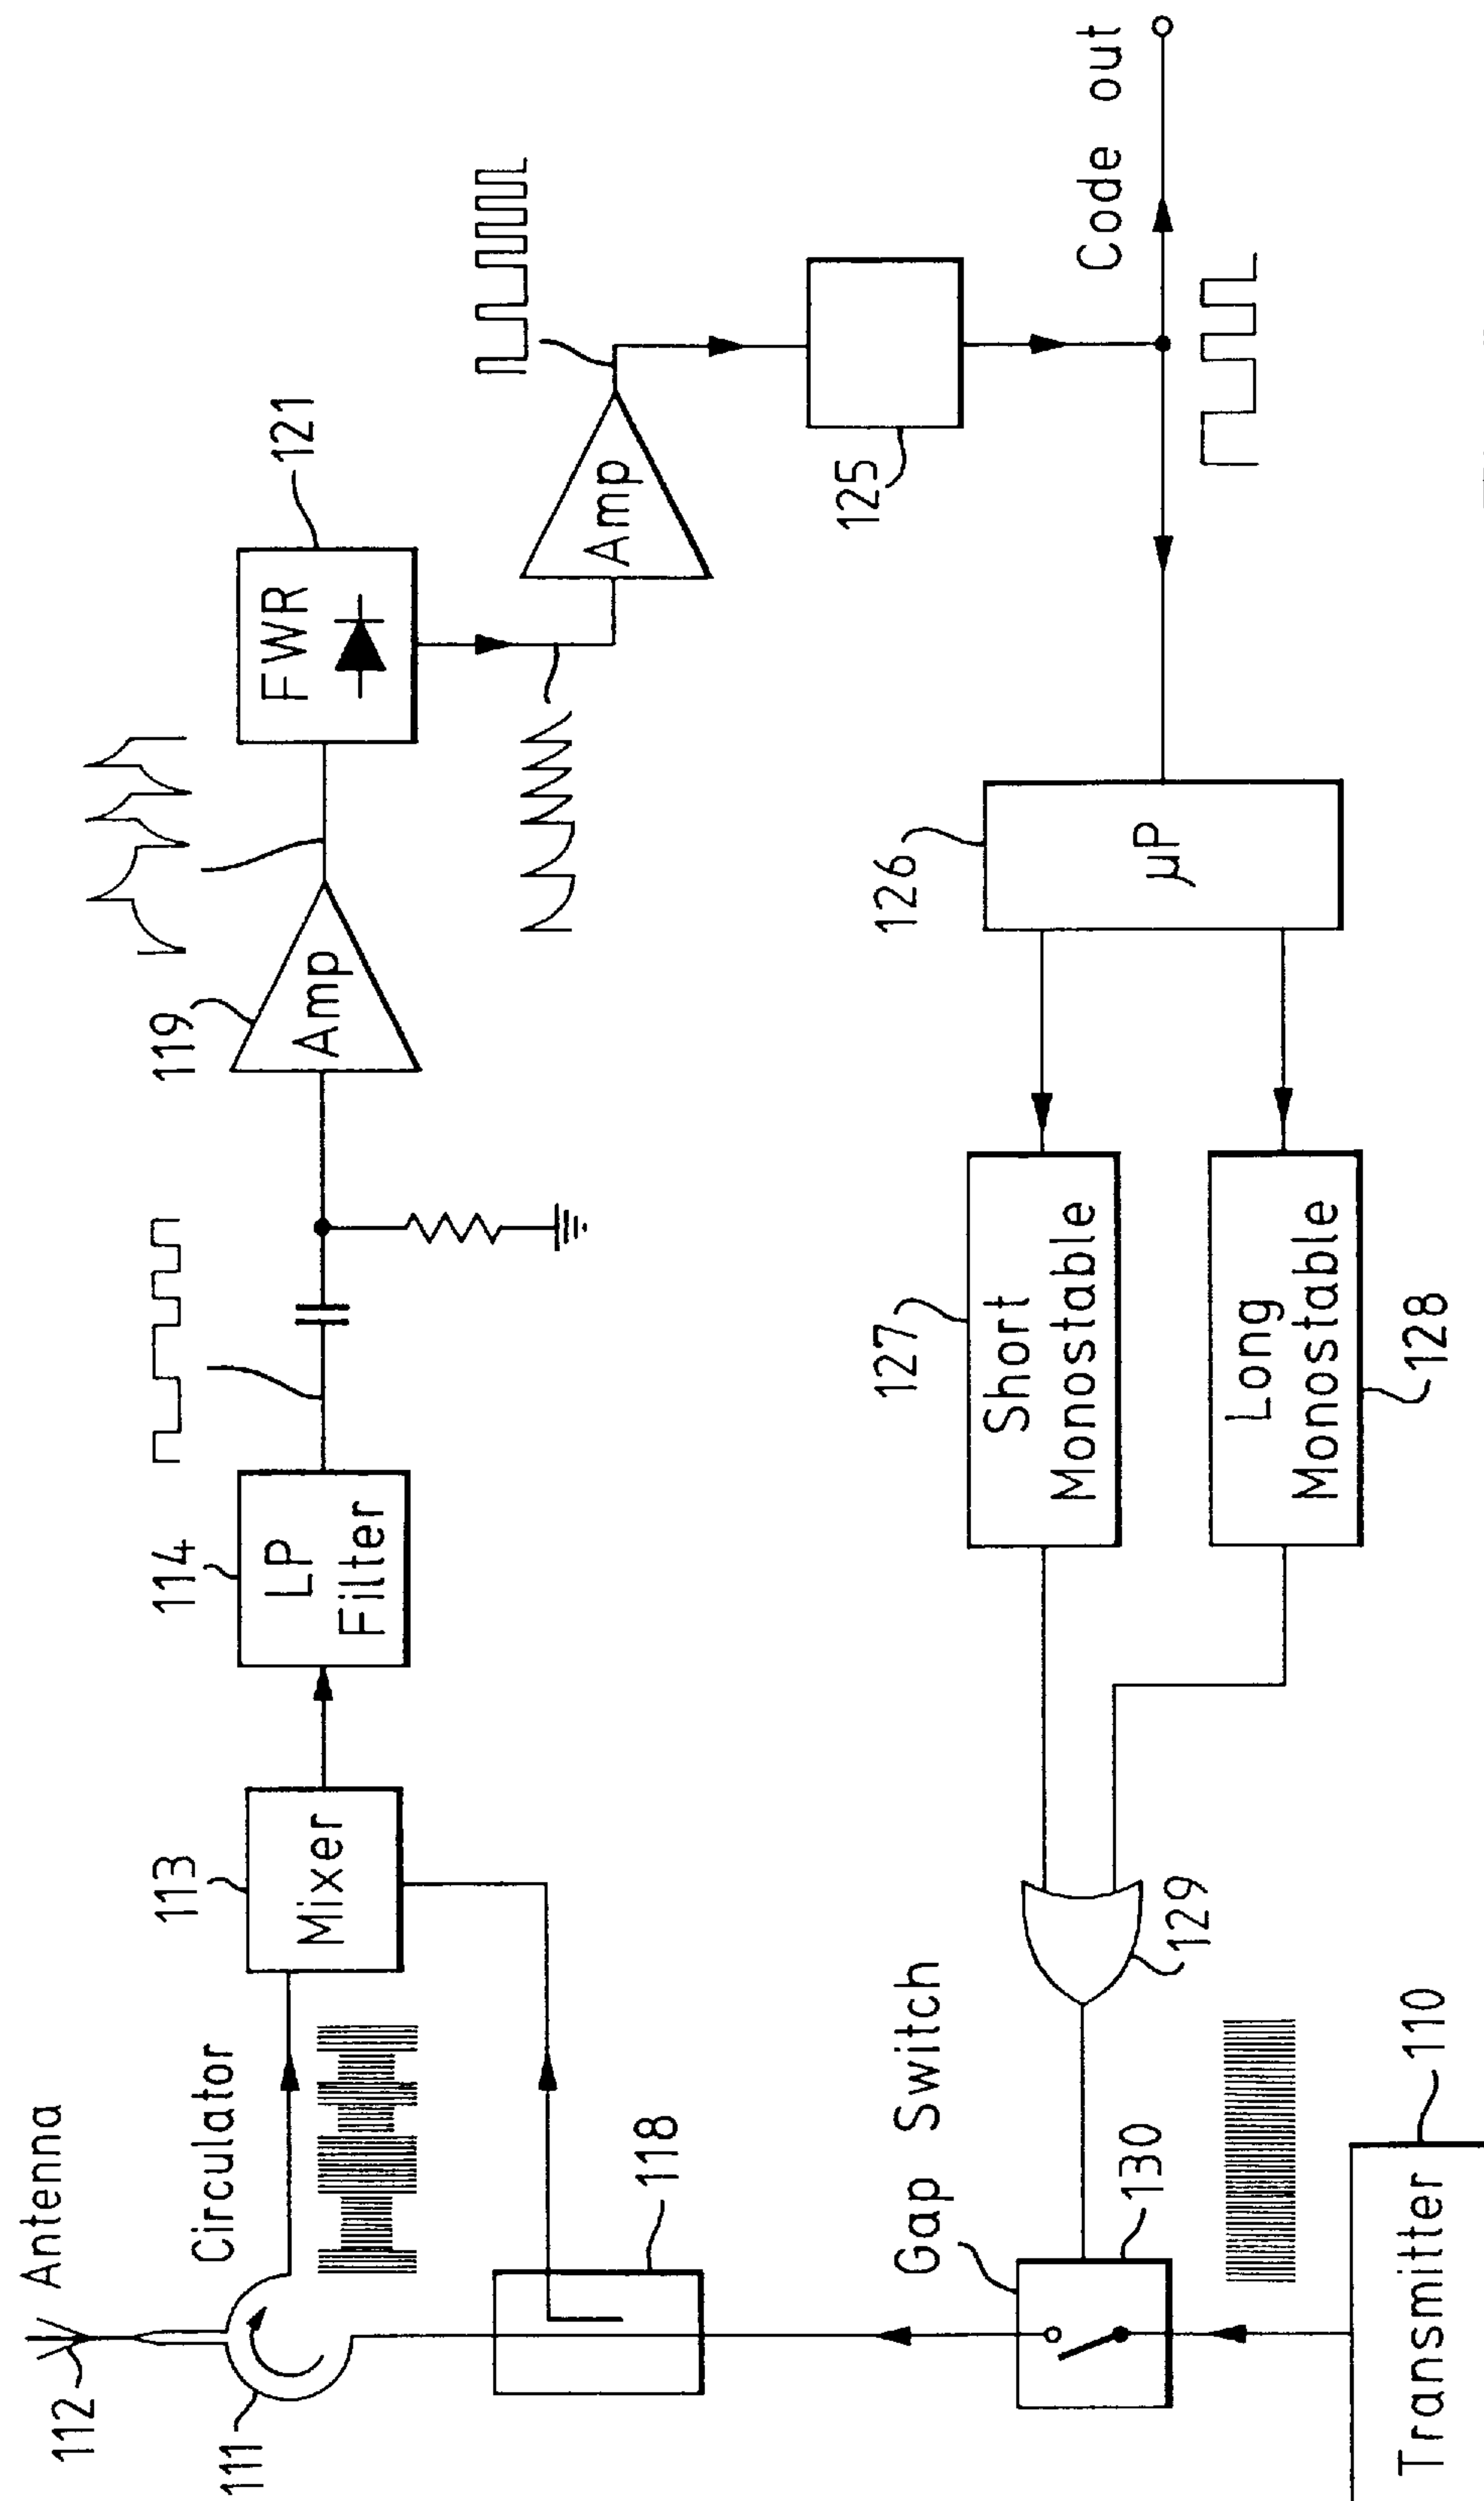 112
Antenna
111
Circulator
113
Mixer
114
LP
Filter
119
Amp
FWR
121
Amp
118
125
Code out
126
µP
127
Short
Monostable
Long
Monostable
128
129
Gap Switch
130
Transmitter
110